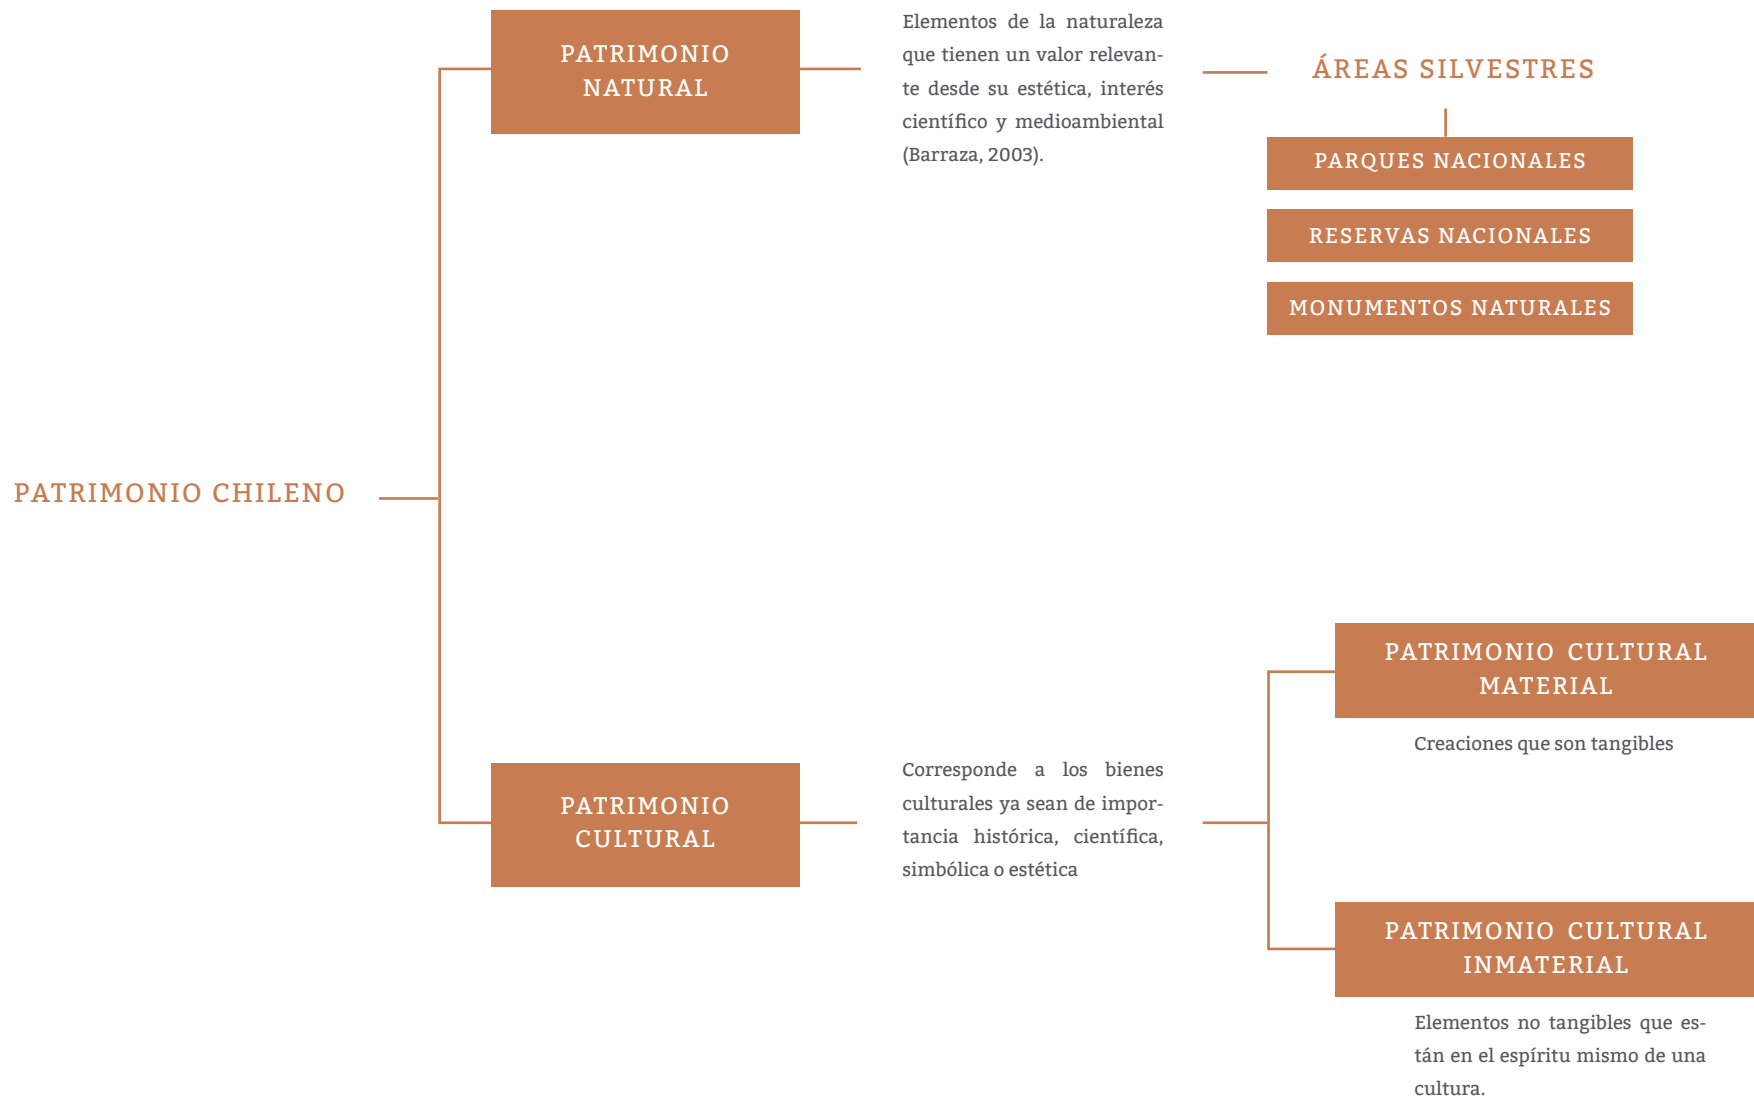 PATRIMONIO CHILENO
PATRIMONIO
NATURAL
Elementos de la naturaleza
que tienen un valor relevan-
te desde su estética, interés
científico y medioambiental
(Barraza, 2003).
ÁREAS SILVESTRES
PARQUES NACIONALES
RESERVAS NACIONALES
MONUMENTOS NATURALES
PATRIMONIO
CULTURAL
Corresponde a los bienes
culturales ya sean de impor-
tancia histórica, científica,
simbólica o estética
PATRIMONIO CULTURAL
MATERIAL
Creaciones que son tangibles
PATRIMONIO CULTURAL
INMATERIAL
Elementos no tangibles que es-
tán en el espíritu mismo de una
cultura.